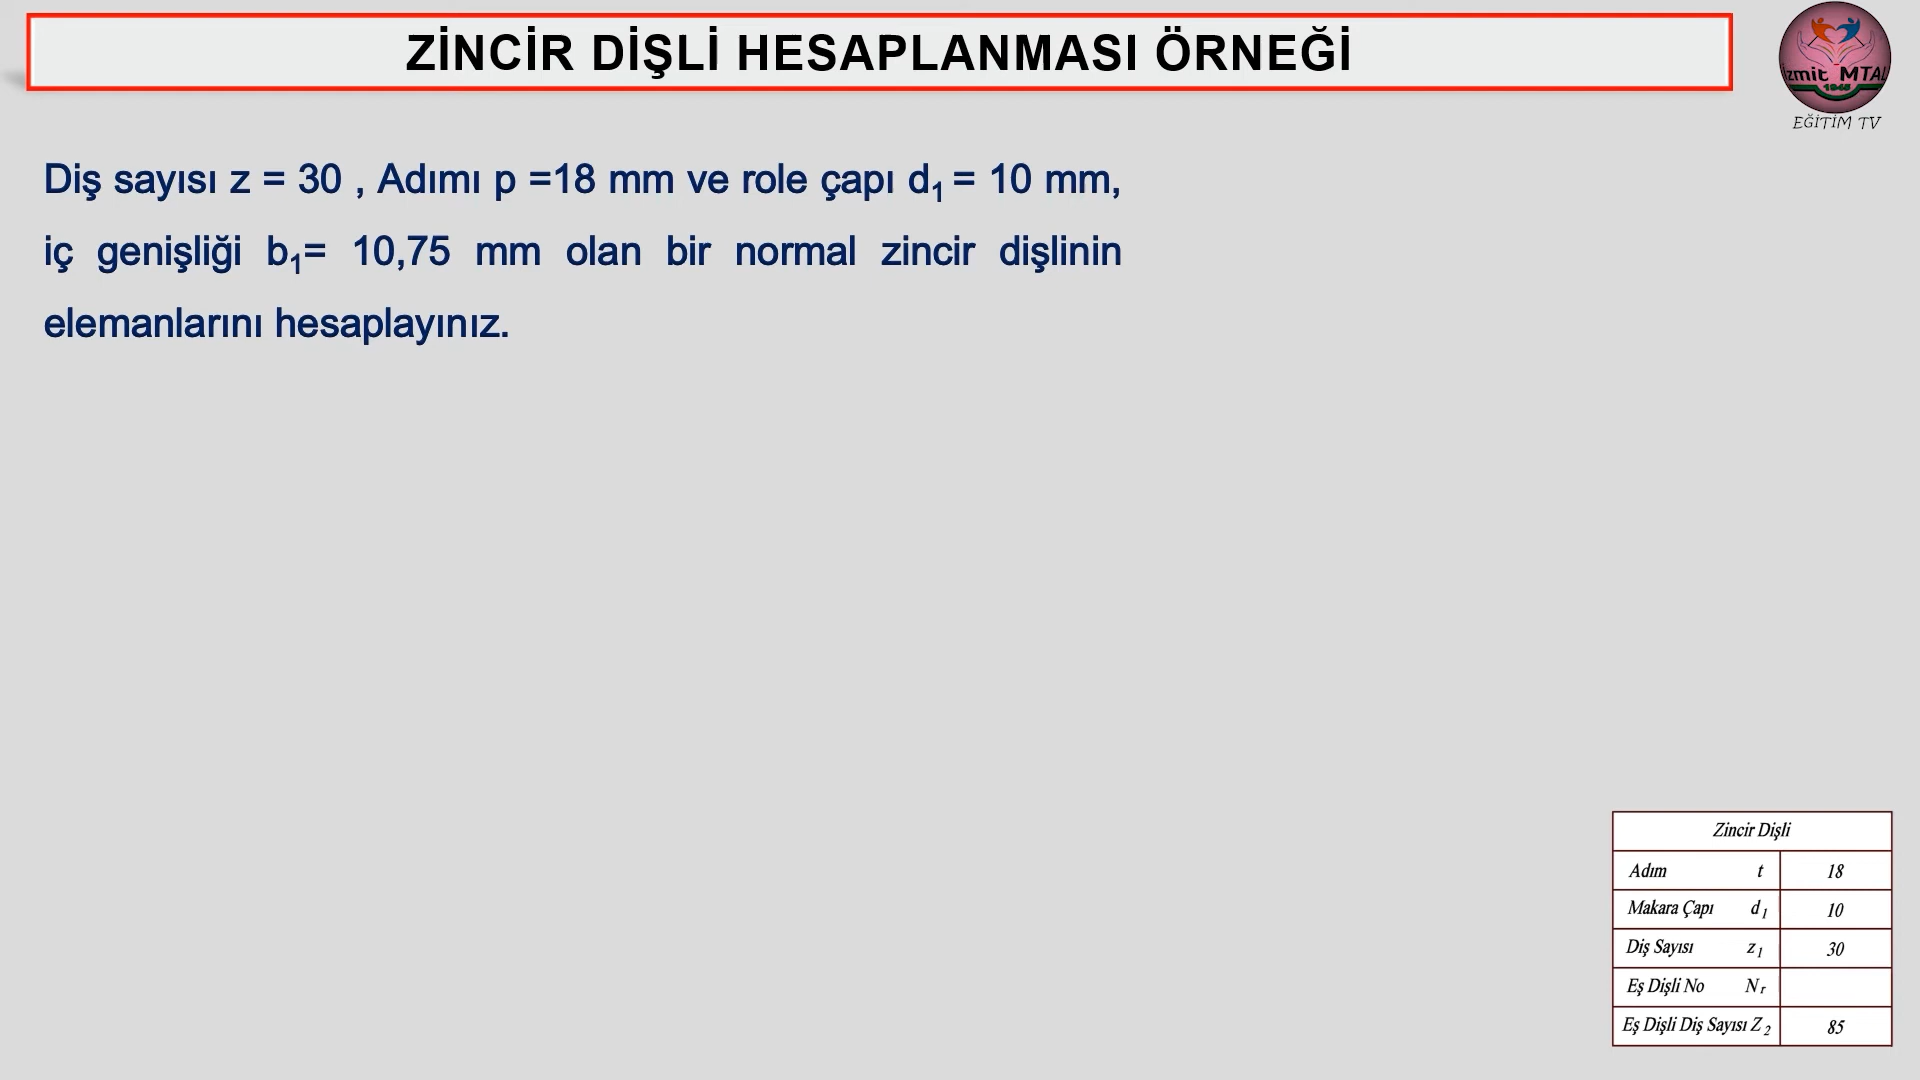 ZİNCİR DİŞLİ HESAPLANMASI ÖRNEĞİ
izmit MTAL
1945
EĞİTİM TV
Diş sayısı z = 30 , Adımı p =18 mm ve role çapı d₁ = 10 mm,
iç genişliği b₁= 10,75 mm olan bir normal zincir dişlinin
elemanlarını hesaplayınız.
Zincir Dişli
Adım t 18
Makara Çapı d₁ 10
Diş Sayısı z₁ 30
Eş Dişli No Nᵣ
Eş Dişli Diş Sayısı Z₂ 85